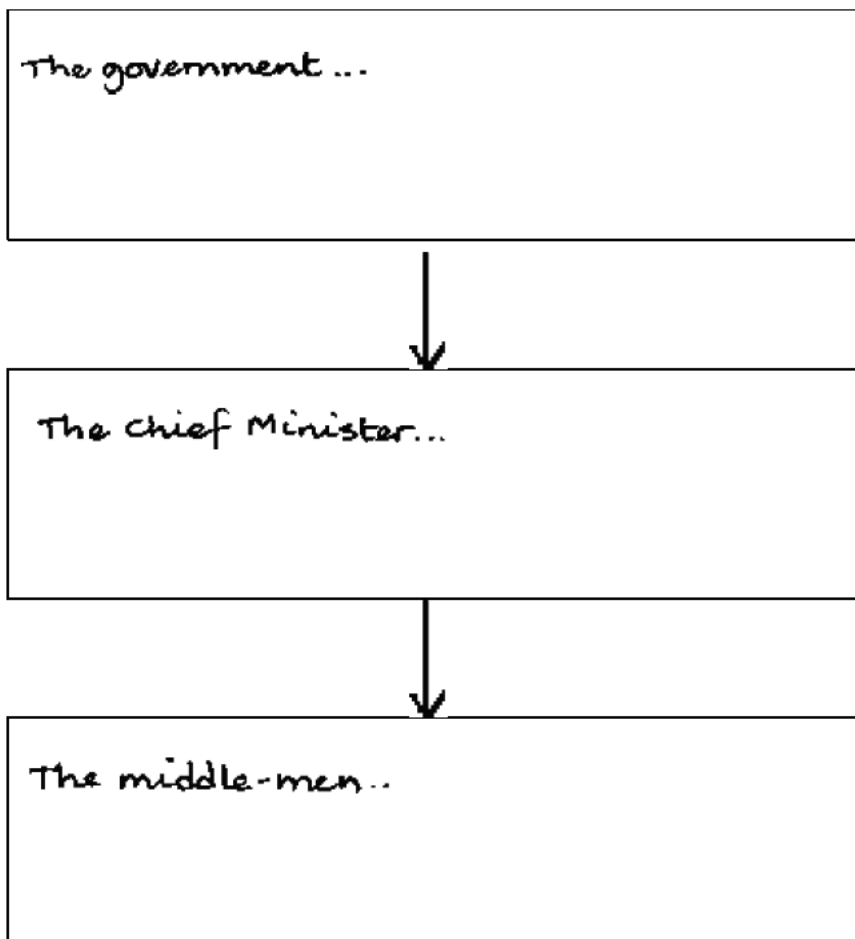 The government ...
The Chief Minister...
The middle-men..